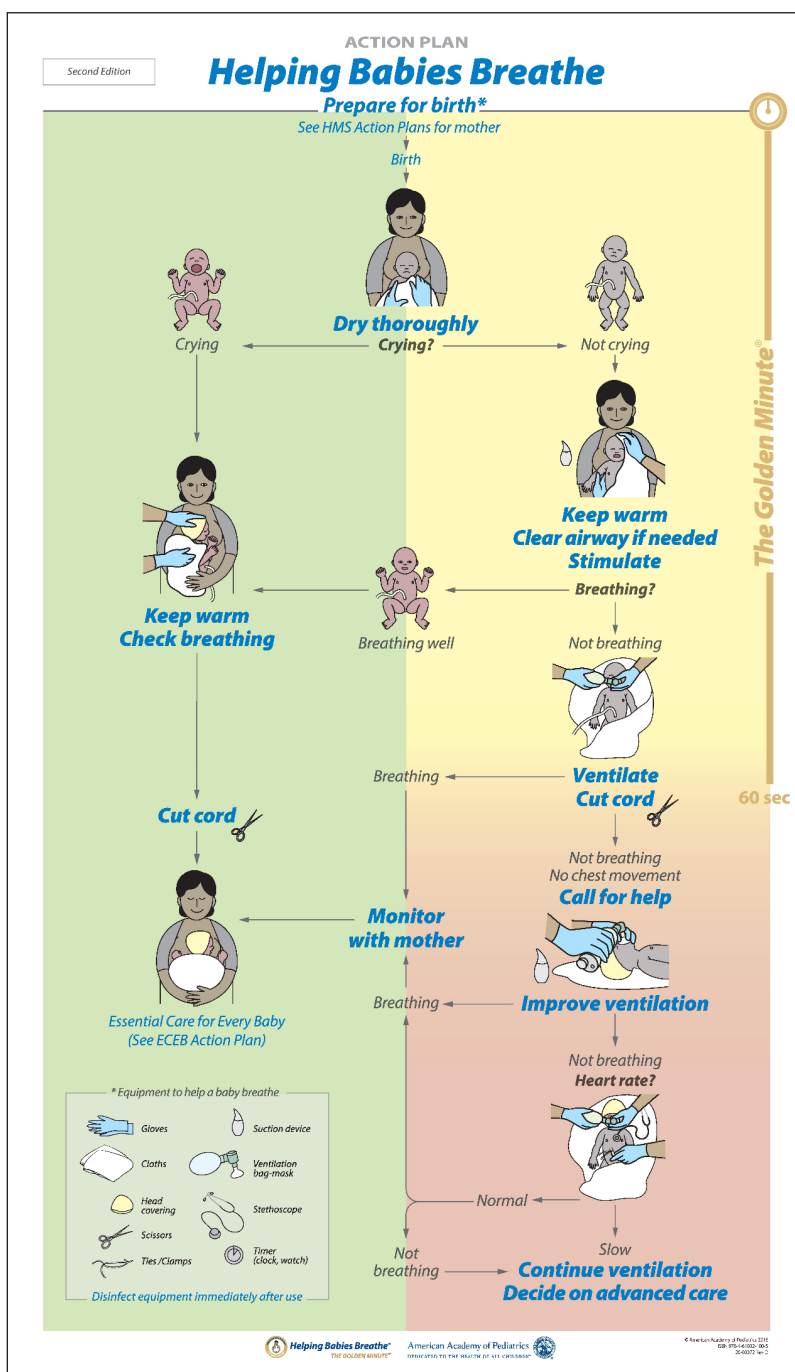 ACTION PLAN
Second Edition
Helping Babies Breathe
Prepare for birth*
See HMS Action Plans for mother
Birth
Dry thoroughly
Crying
Crying?
Not crying
The Golden Minute®
Keep warm
Clear airway if needed
Stimulate
Breathing?
Keep warm
Check breathing
Breathing well
Not breathing
Breathing
Ventilate
Cut cord
60 sec
Cut cord
Not breathing
No chest movement
Call for help
Monitor
with mother
Breathing
Improve ventilation
Essential Care for Every Baby
(See ECEB Action Plan)
Not breathing
Heart rate?
* Equipment to help a baby breathe
Gloves
Suction device
Cloths
Ventilation
bag-mask
Head
covering
Stethoscope
Scissors
Ties /Clamps
Timer
(clock, watch)
Disinfect equipment immediately after use
Normal
Not
breathing
Slow
Continue ventilation
Decide on advanced care
Helping Babies Breathe®
THE GOLDEN MINUTE®
American Academy of Pediatrics
DEDICATED TO THE HEALTH OF ALL CHILDREN®
© American Academy of Pediatrics 2016